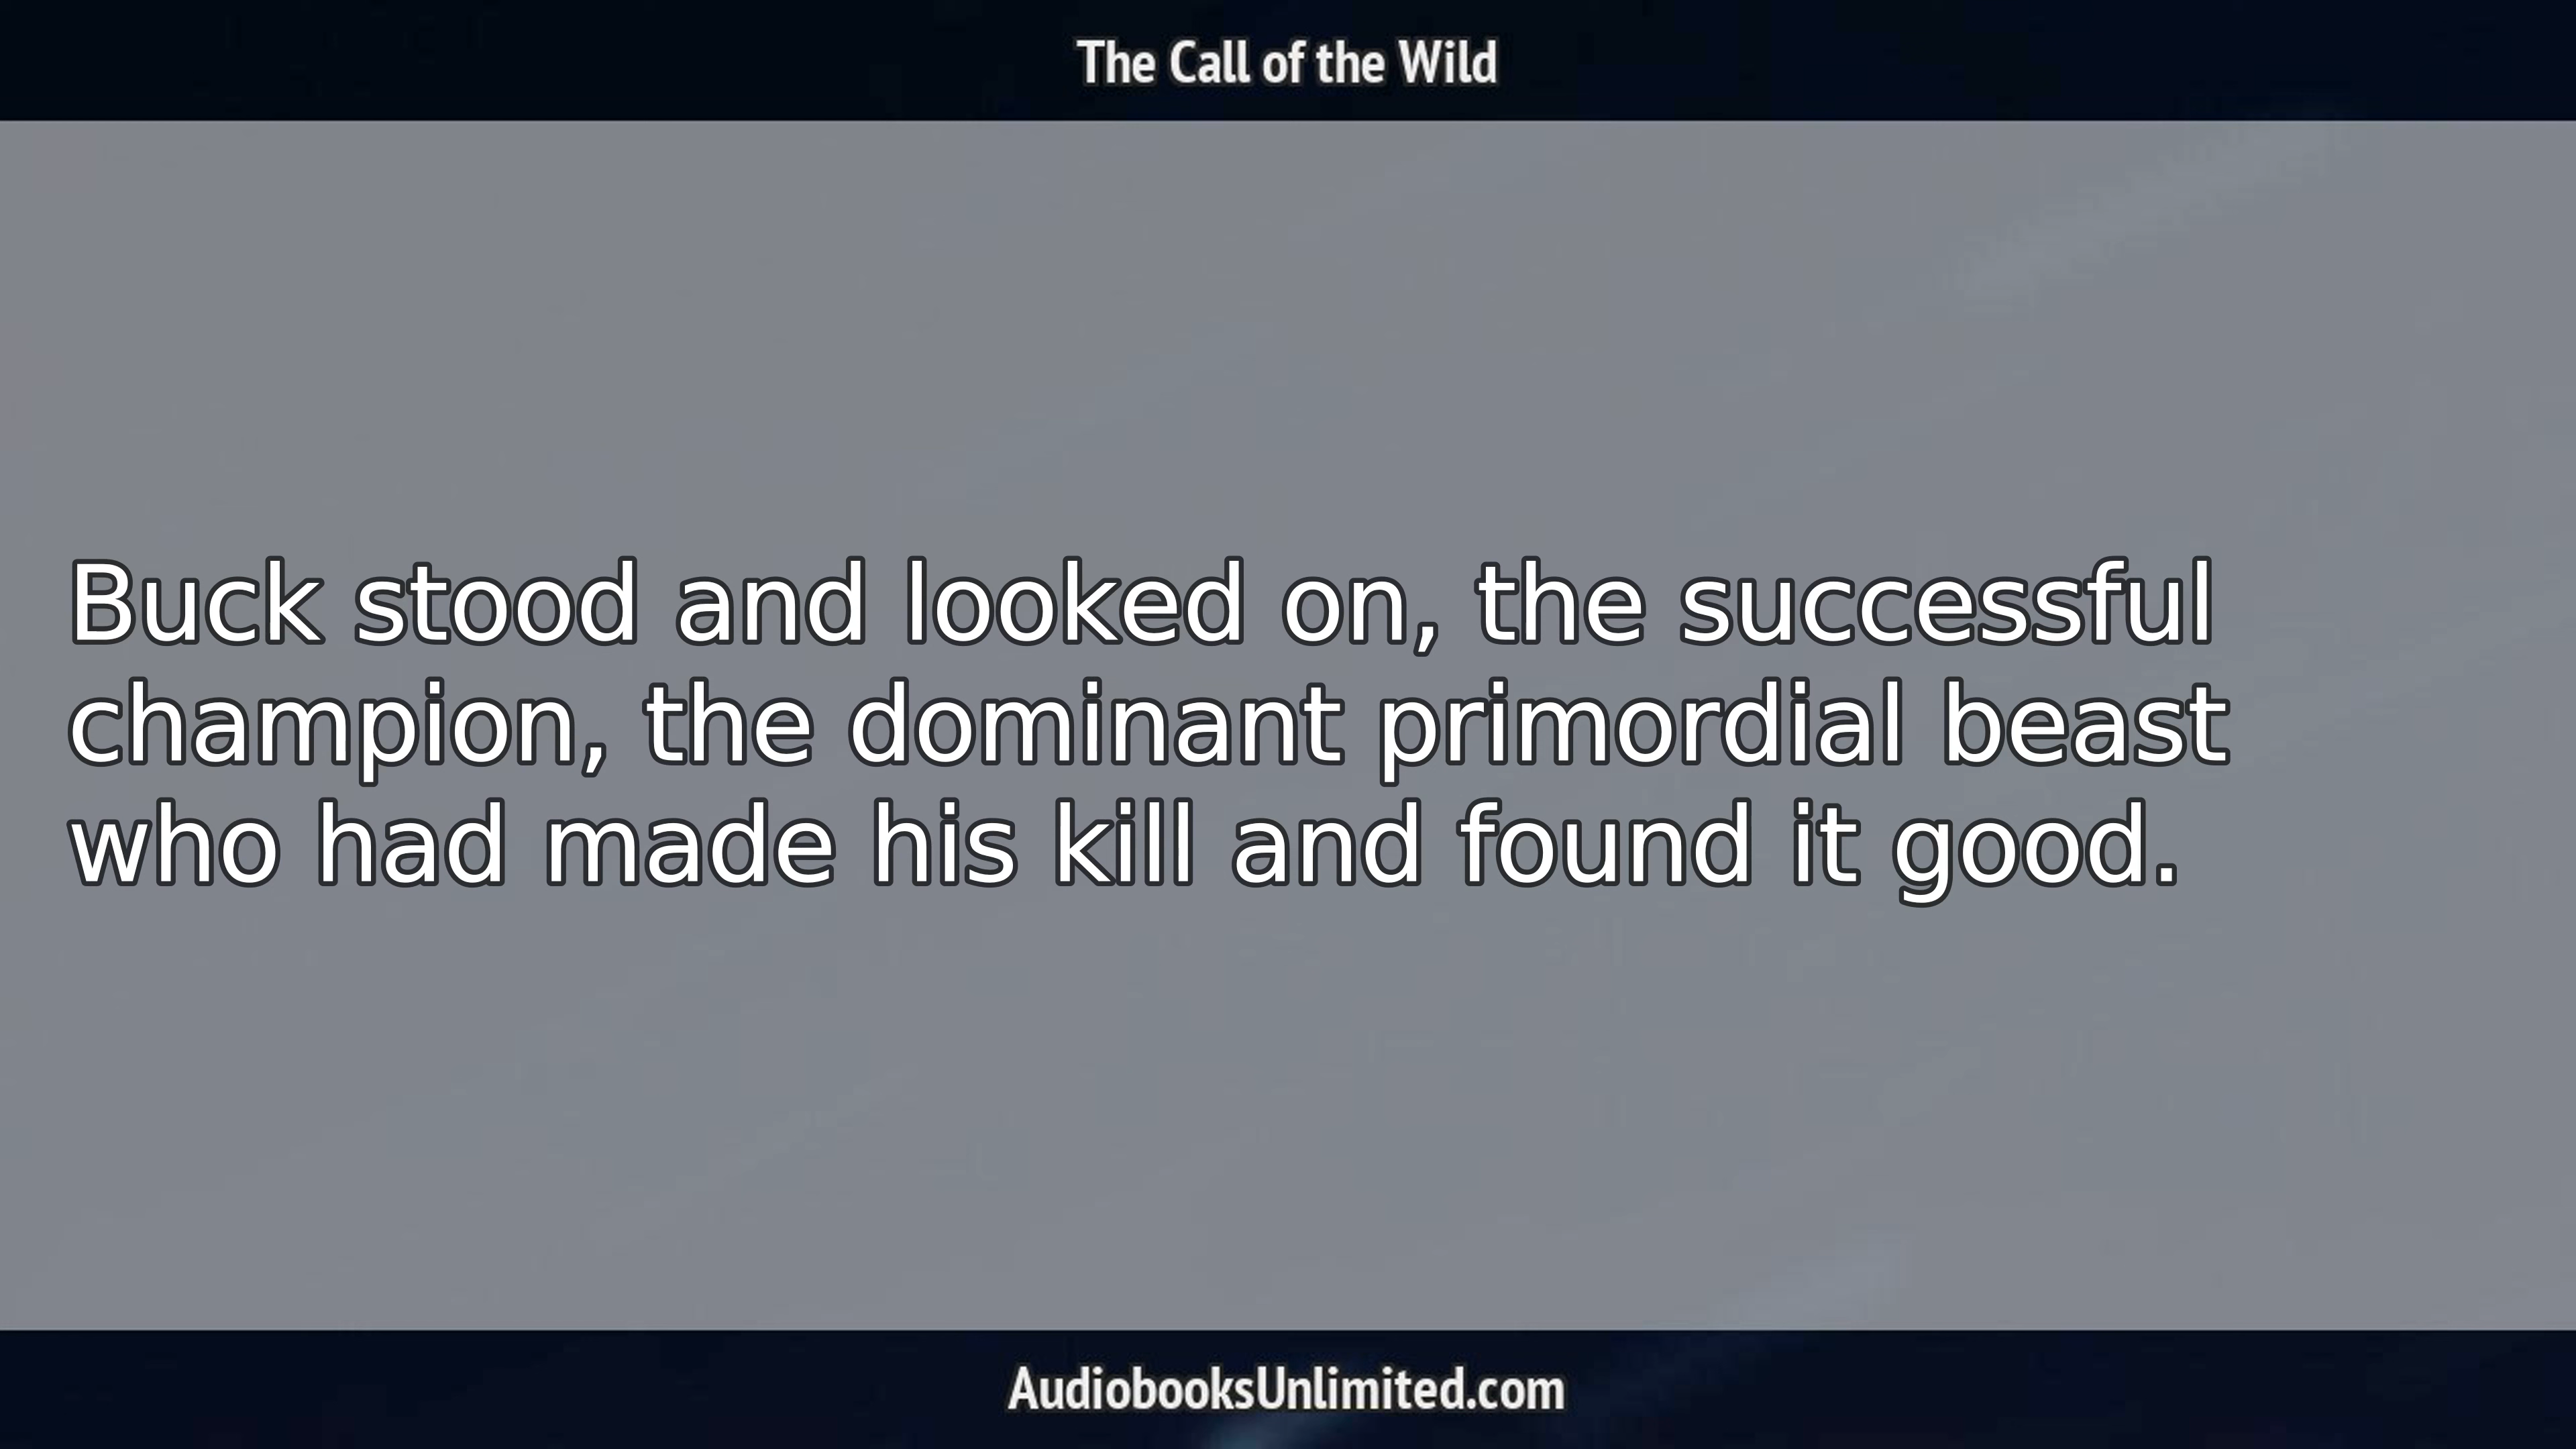 The Call of the Wild
Buck stood and looked on, the successful
champion, the dominant primordial beast
who had made his kill and found it good.
AudiobooksUnlimited.com